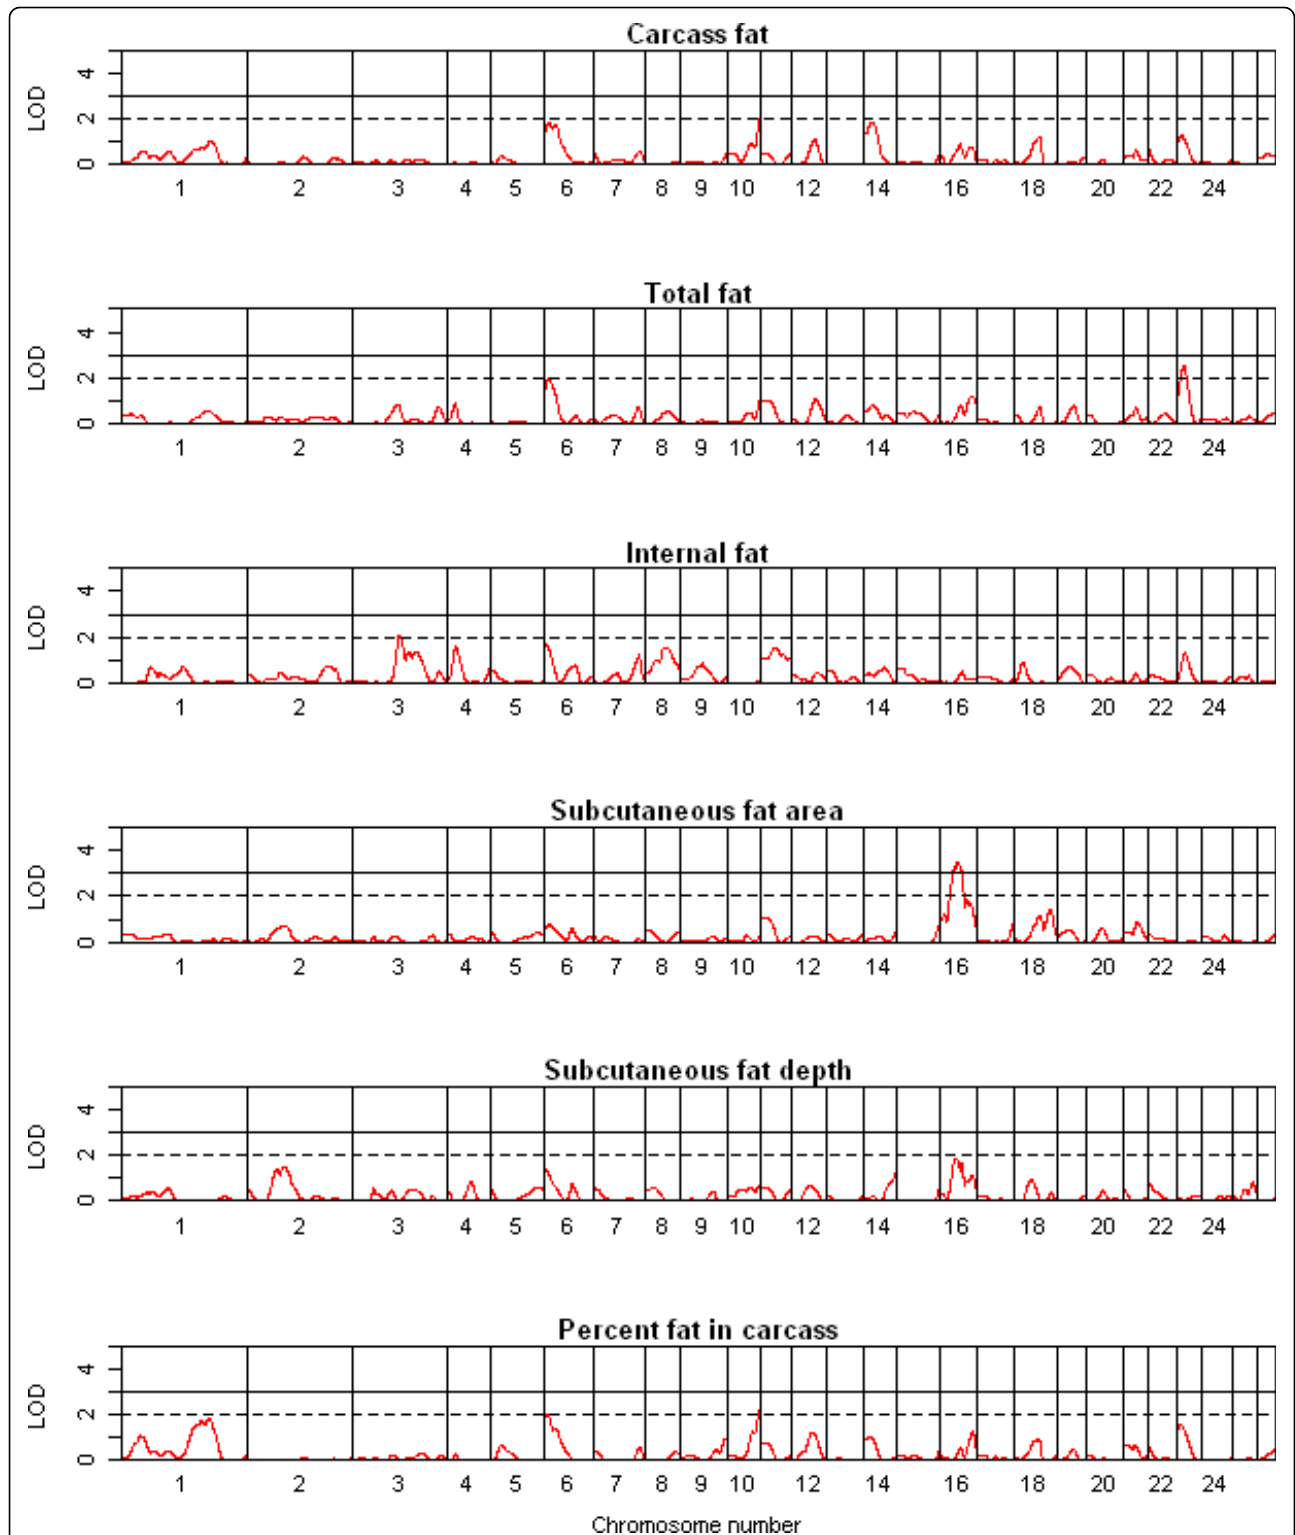 Carcass fat
LOD
4
2
0
1 2 3 4 5 6 7 8 9 10 12 14 16 18 20 22 24
Total fat
LOD
4
2
0
1 2 3 4 5 6 7 8 9 10 12 14 16 18 20 22 24
Internal fat
LOD
4
2
0
1 2 3 4 5 6 7 8 9 10 12 14 16 18 20 22 24
Subcutaneous fat area
LOD
4
2
0
1 2 3 4 5 6 7 8 9 10 12 14 16 18 20 22 24
Subcutaneous fat depth
LOD
4
2
0
1 2 3 4 5 6 7 8 9 10 12 14 16 18 20 22 24
Percent fat in carcass
LOD
4
2
0
1 2 3 4 5 6 7 8 9 10 12 14 16 18 20 22 24
Chromosome number